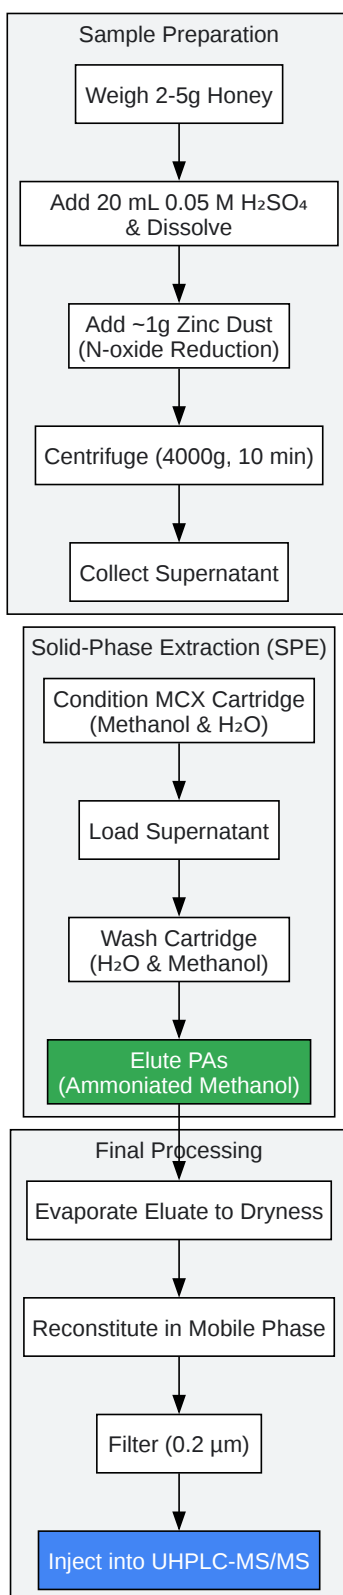 Sample Preparation
Weigh 2-5g Honey
Add 20 mL 0.05 M H₂SO₄
& Dissolve
Add ~1g Zinc Dust
(N-oxide Reduction)
Centrifuge (4000g, 10 min)
Collect Supernatant
Solid-Phase Extraction (SPE)
Condition MCX Cartridge
(Methanol & H₂O)
Load Supernatant
Wash Cartridge
(H₂O & Methanol)
Elute PAs
(Ammoniated Methanol)
Final Processing
Evaporate Eluate to Dryness
Reconstitute in Mobile Phase
Filter (0.2 µm)
Inject into UHPLC-MS/MS